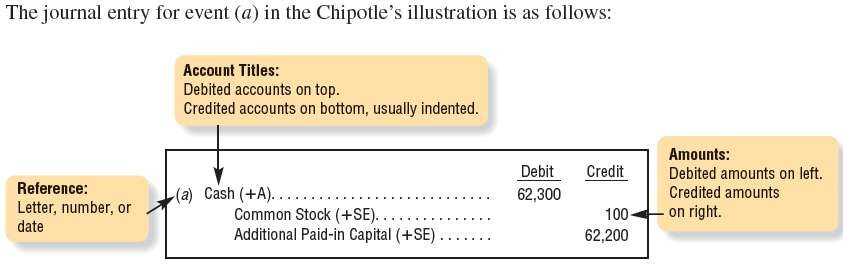 The journal entry for event (a) in the Chipotle's illustration is as follows:
Account Titles:
Debited accounts on top.
Credited accounts on bottom, usually indented.
Reference:
Letter, number, or
date
Debit Credit
(a) Cash (+A). . . . . . . . . . . . . . . . . . . . . . . . . . . 62,300
Common Stock (+SE). . . . . . . . . . . . . . . 100
Additional Paid-in Capital (+SE) . . . . . . . 62,200
Amounts:
Debited amounts on left.
Credited amounts
on right.